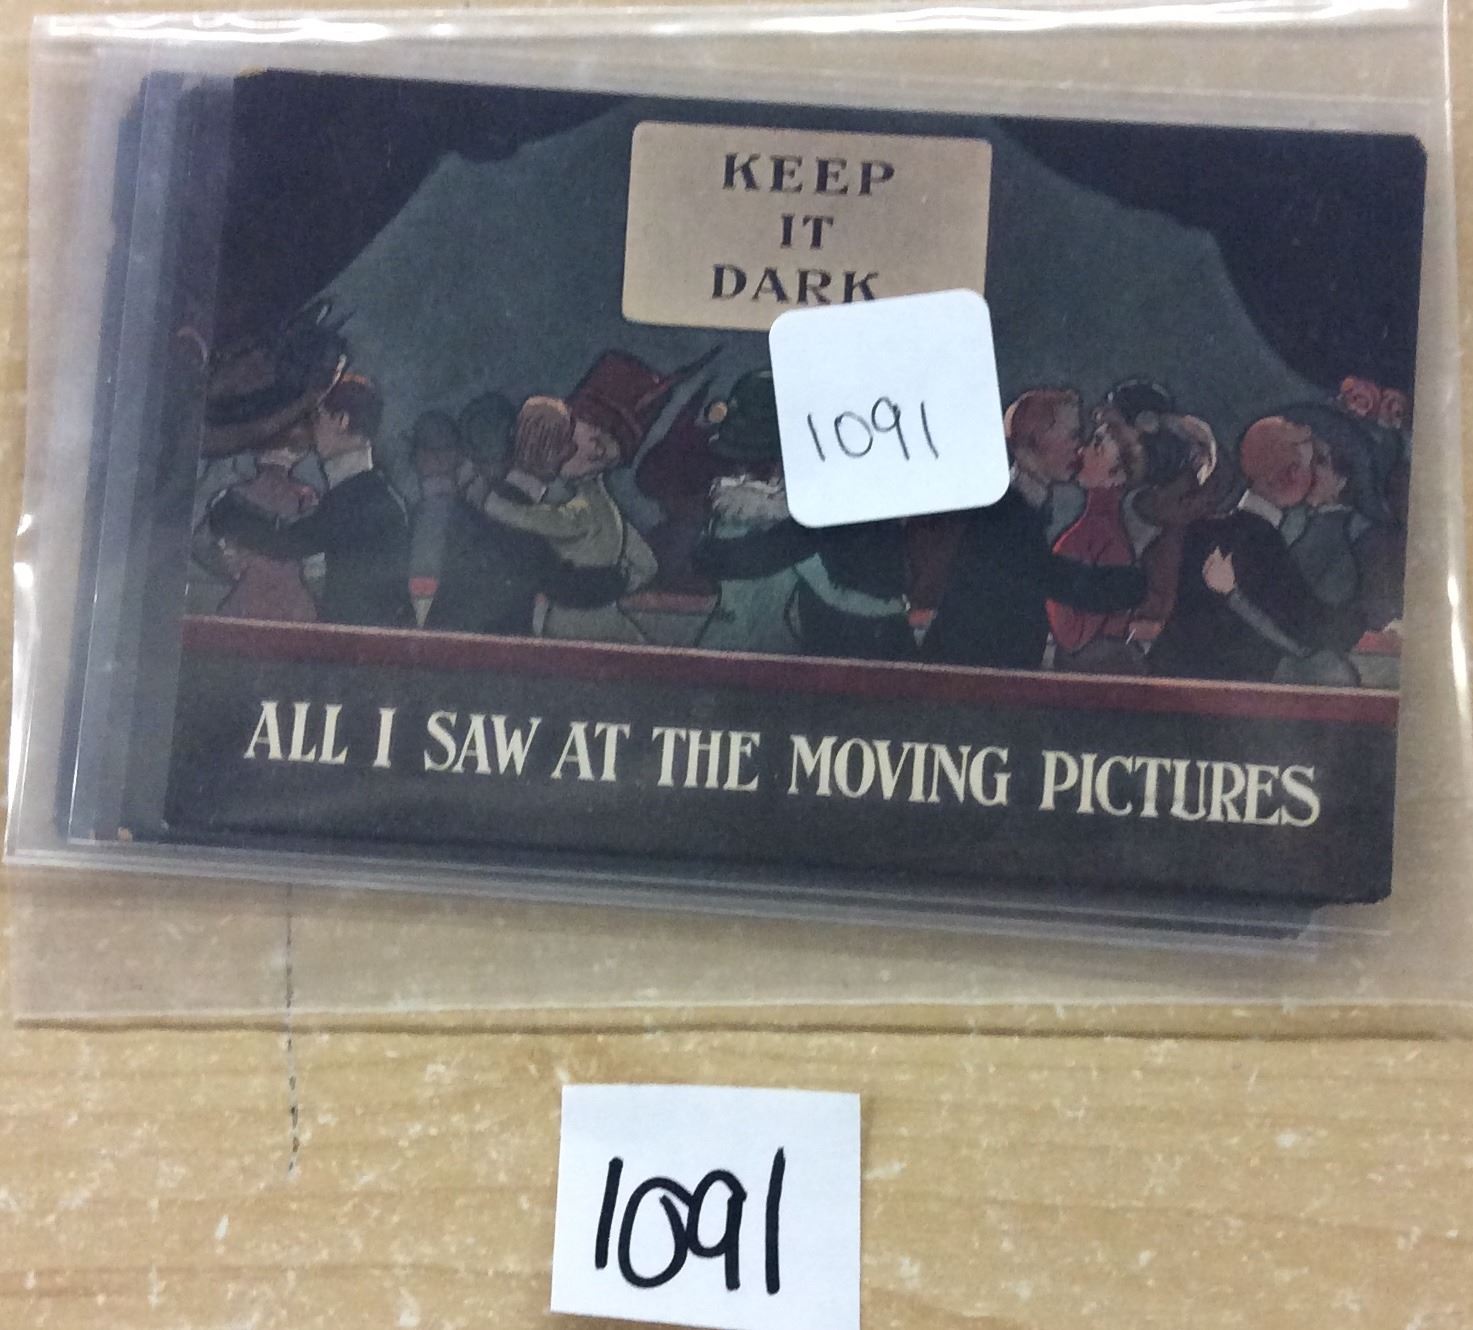 KEEP
IT
DARK
1091
ALL I SAW AT THE MOVING PICTURES
1091